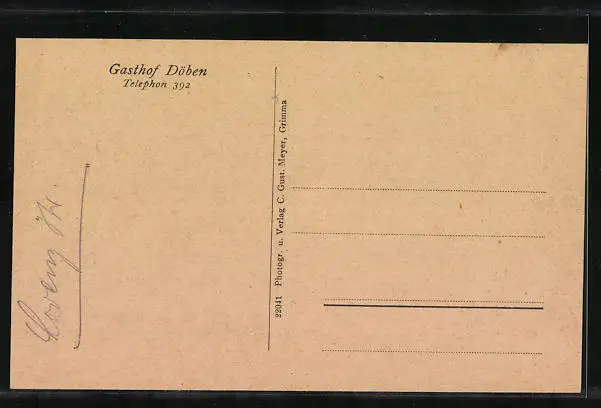 Gasthof Döben
Telephon 392
22041 Photogr. u. Verlag C. Gust. Meyer, Grimma